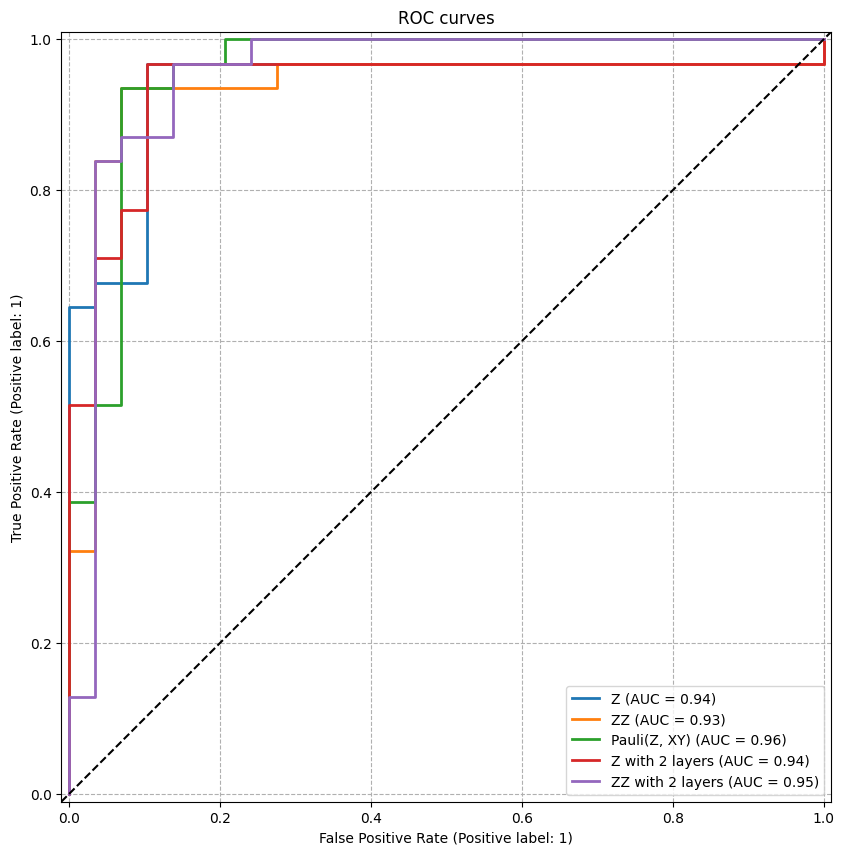 ROC curves
1.0
0.8
0.6
0.4
0.2
0.0
True Positive Rate (Positive label: 1)
Z (AUC = 0.94)
ZZ (AUC = 0.93)
Pauli(Z, XY) (AUC = 0.96)
Z with 2 layers (AUC = 0.94)
ZZ with 2 layers (AUC = 0.95)
0.0 0.2 0.4 0.6 0.8 1.0
False Positive Rate (Positive label: 1)